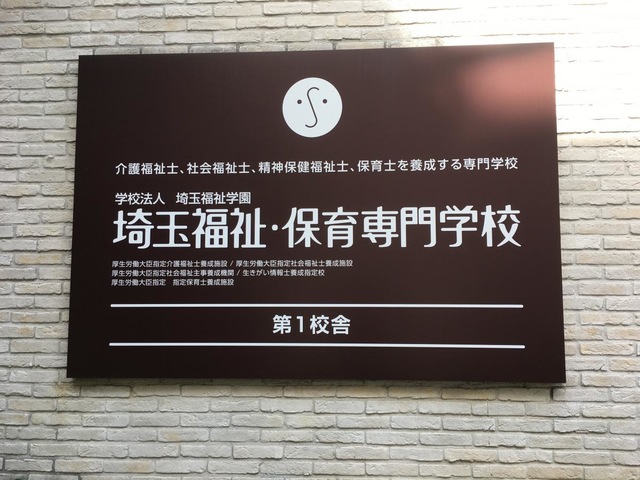 介護福祉士、社会福祉士、精神保健福祉士、保育士を養成する専門学校
学校法人　埼玉福祉学園
埼玉福祉・保育専門学校
厚生労働大臣指定介護福祉士養成施設 / 厚生労働大臣指定社会福祉士養成施設
厚生労働大臣指定社会福祉主事養成機関 / 生きがい情報士養成指定校
厚生労働大臣指定　指定保育士養成施設
第1校舎